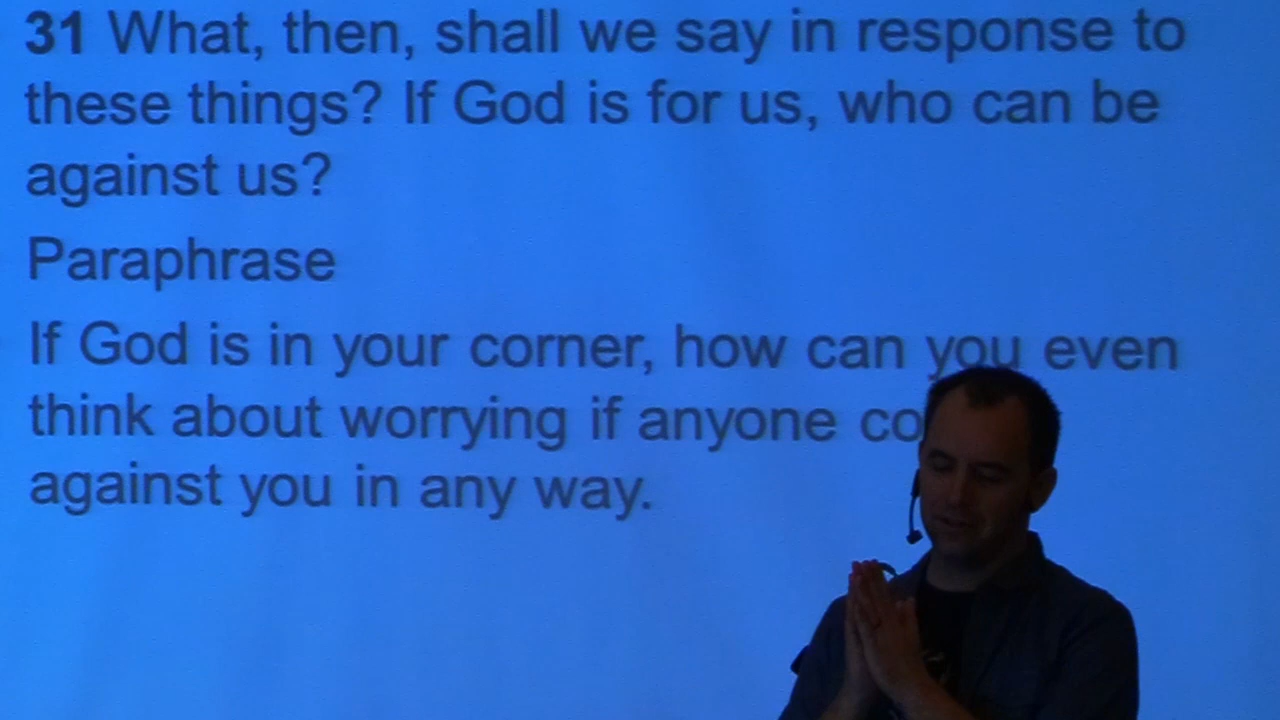 31 What, then, shall we say in response to
these things? If God is for us, who can be
against us?
Paraphrase
If God is in your corner, how can you even
think about worrying if anyone
against you in any way.